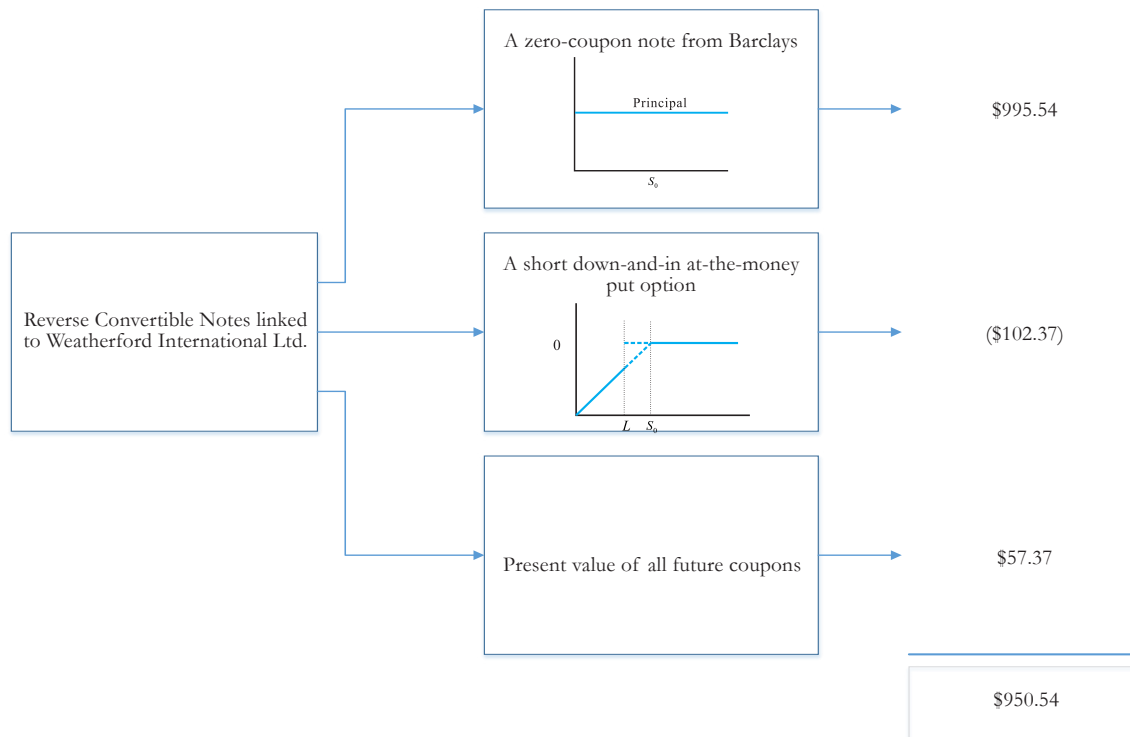 A zero-coupon note from Barclays
Principal
S₀
$995.54
Reverse Convertible Notes linked
to Weatherford International Ltd.
A short down-and-in at-the-money
put option
0
L S₀
($102.37)
Present value of all future coupons
$57.37
$950.54